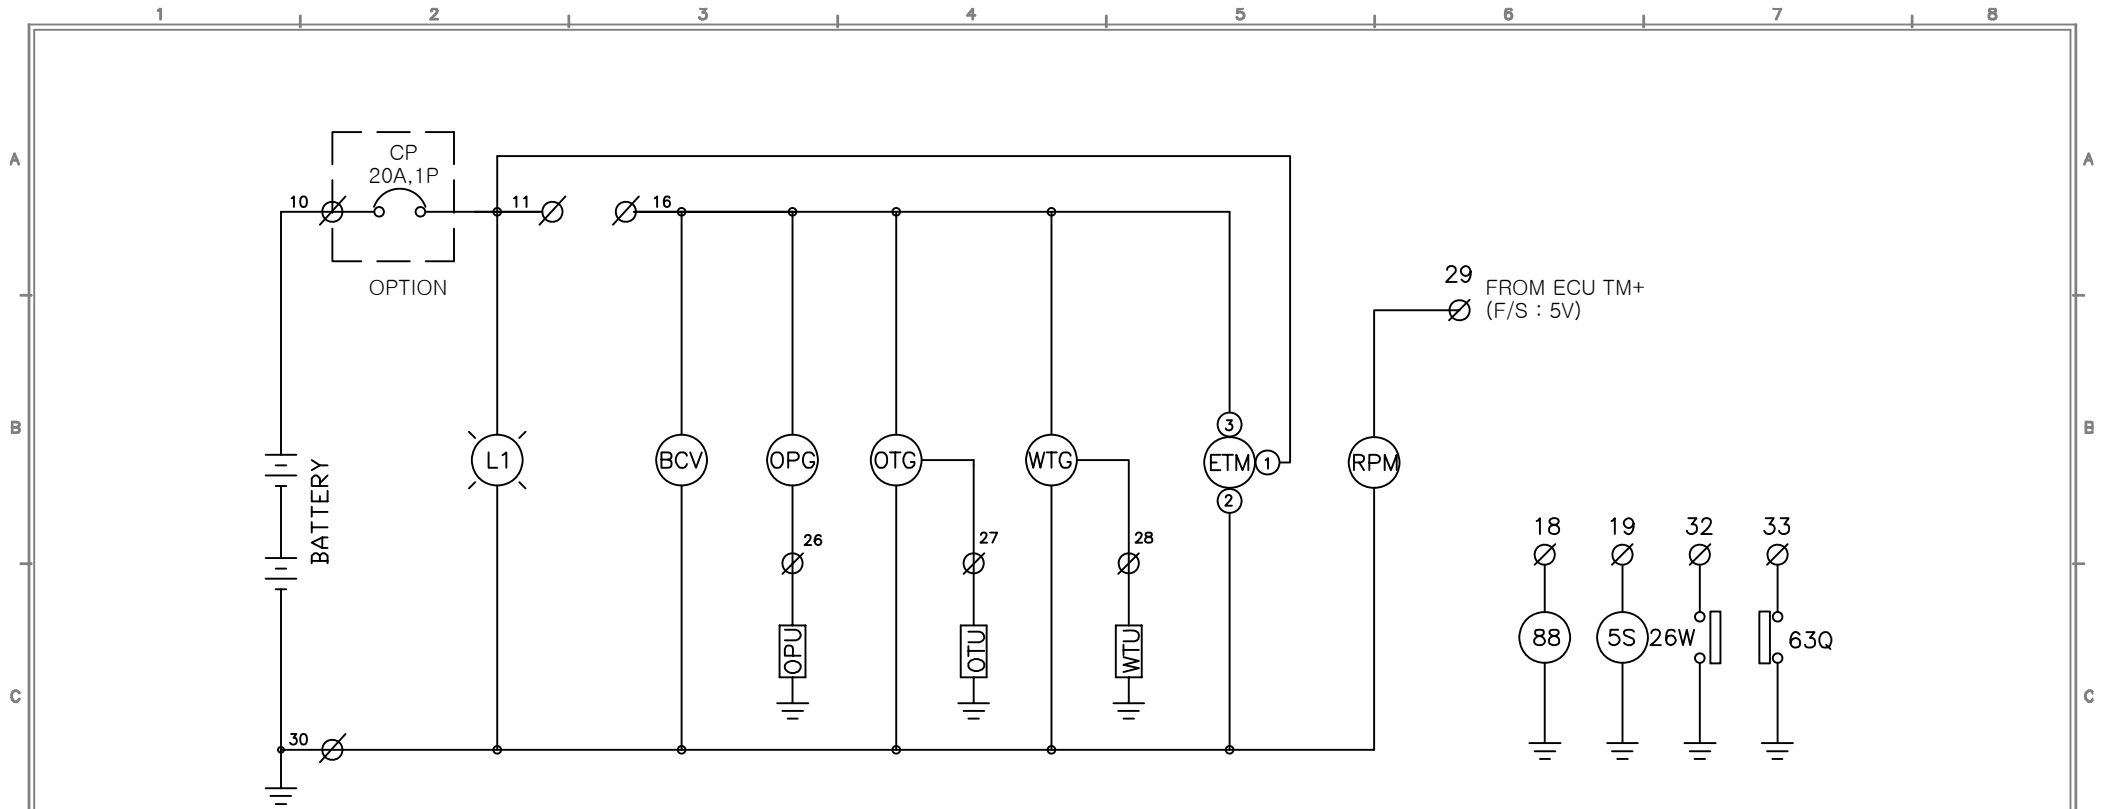 1 2 3 4 5 6 7 8
A A
CP
20A,1P
10 11 16
29 FROM ECU TM+
OPTION
(F/S : 5V)
B B
3
L1 BCV OPG OTG WTG ETM 1 RPM
2
BATTERY
18 19 32 33
26 27 28
88 5S 26W 63Q
OPU OTU WTU
C C
30